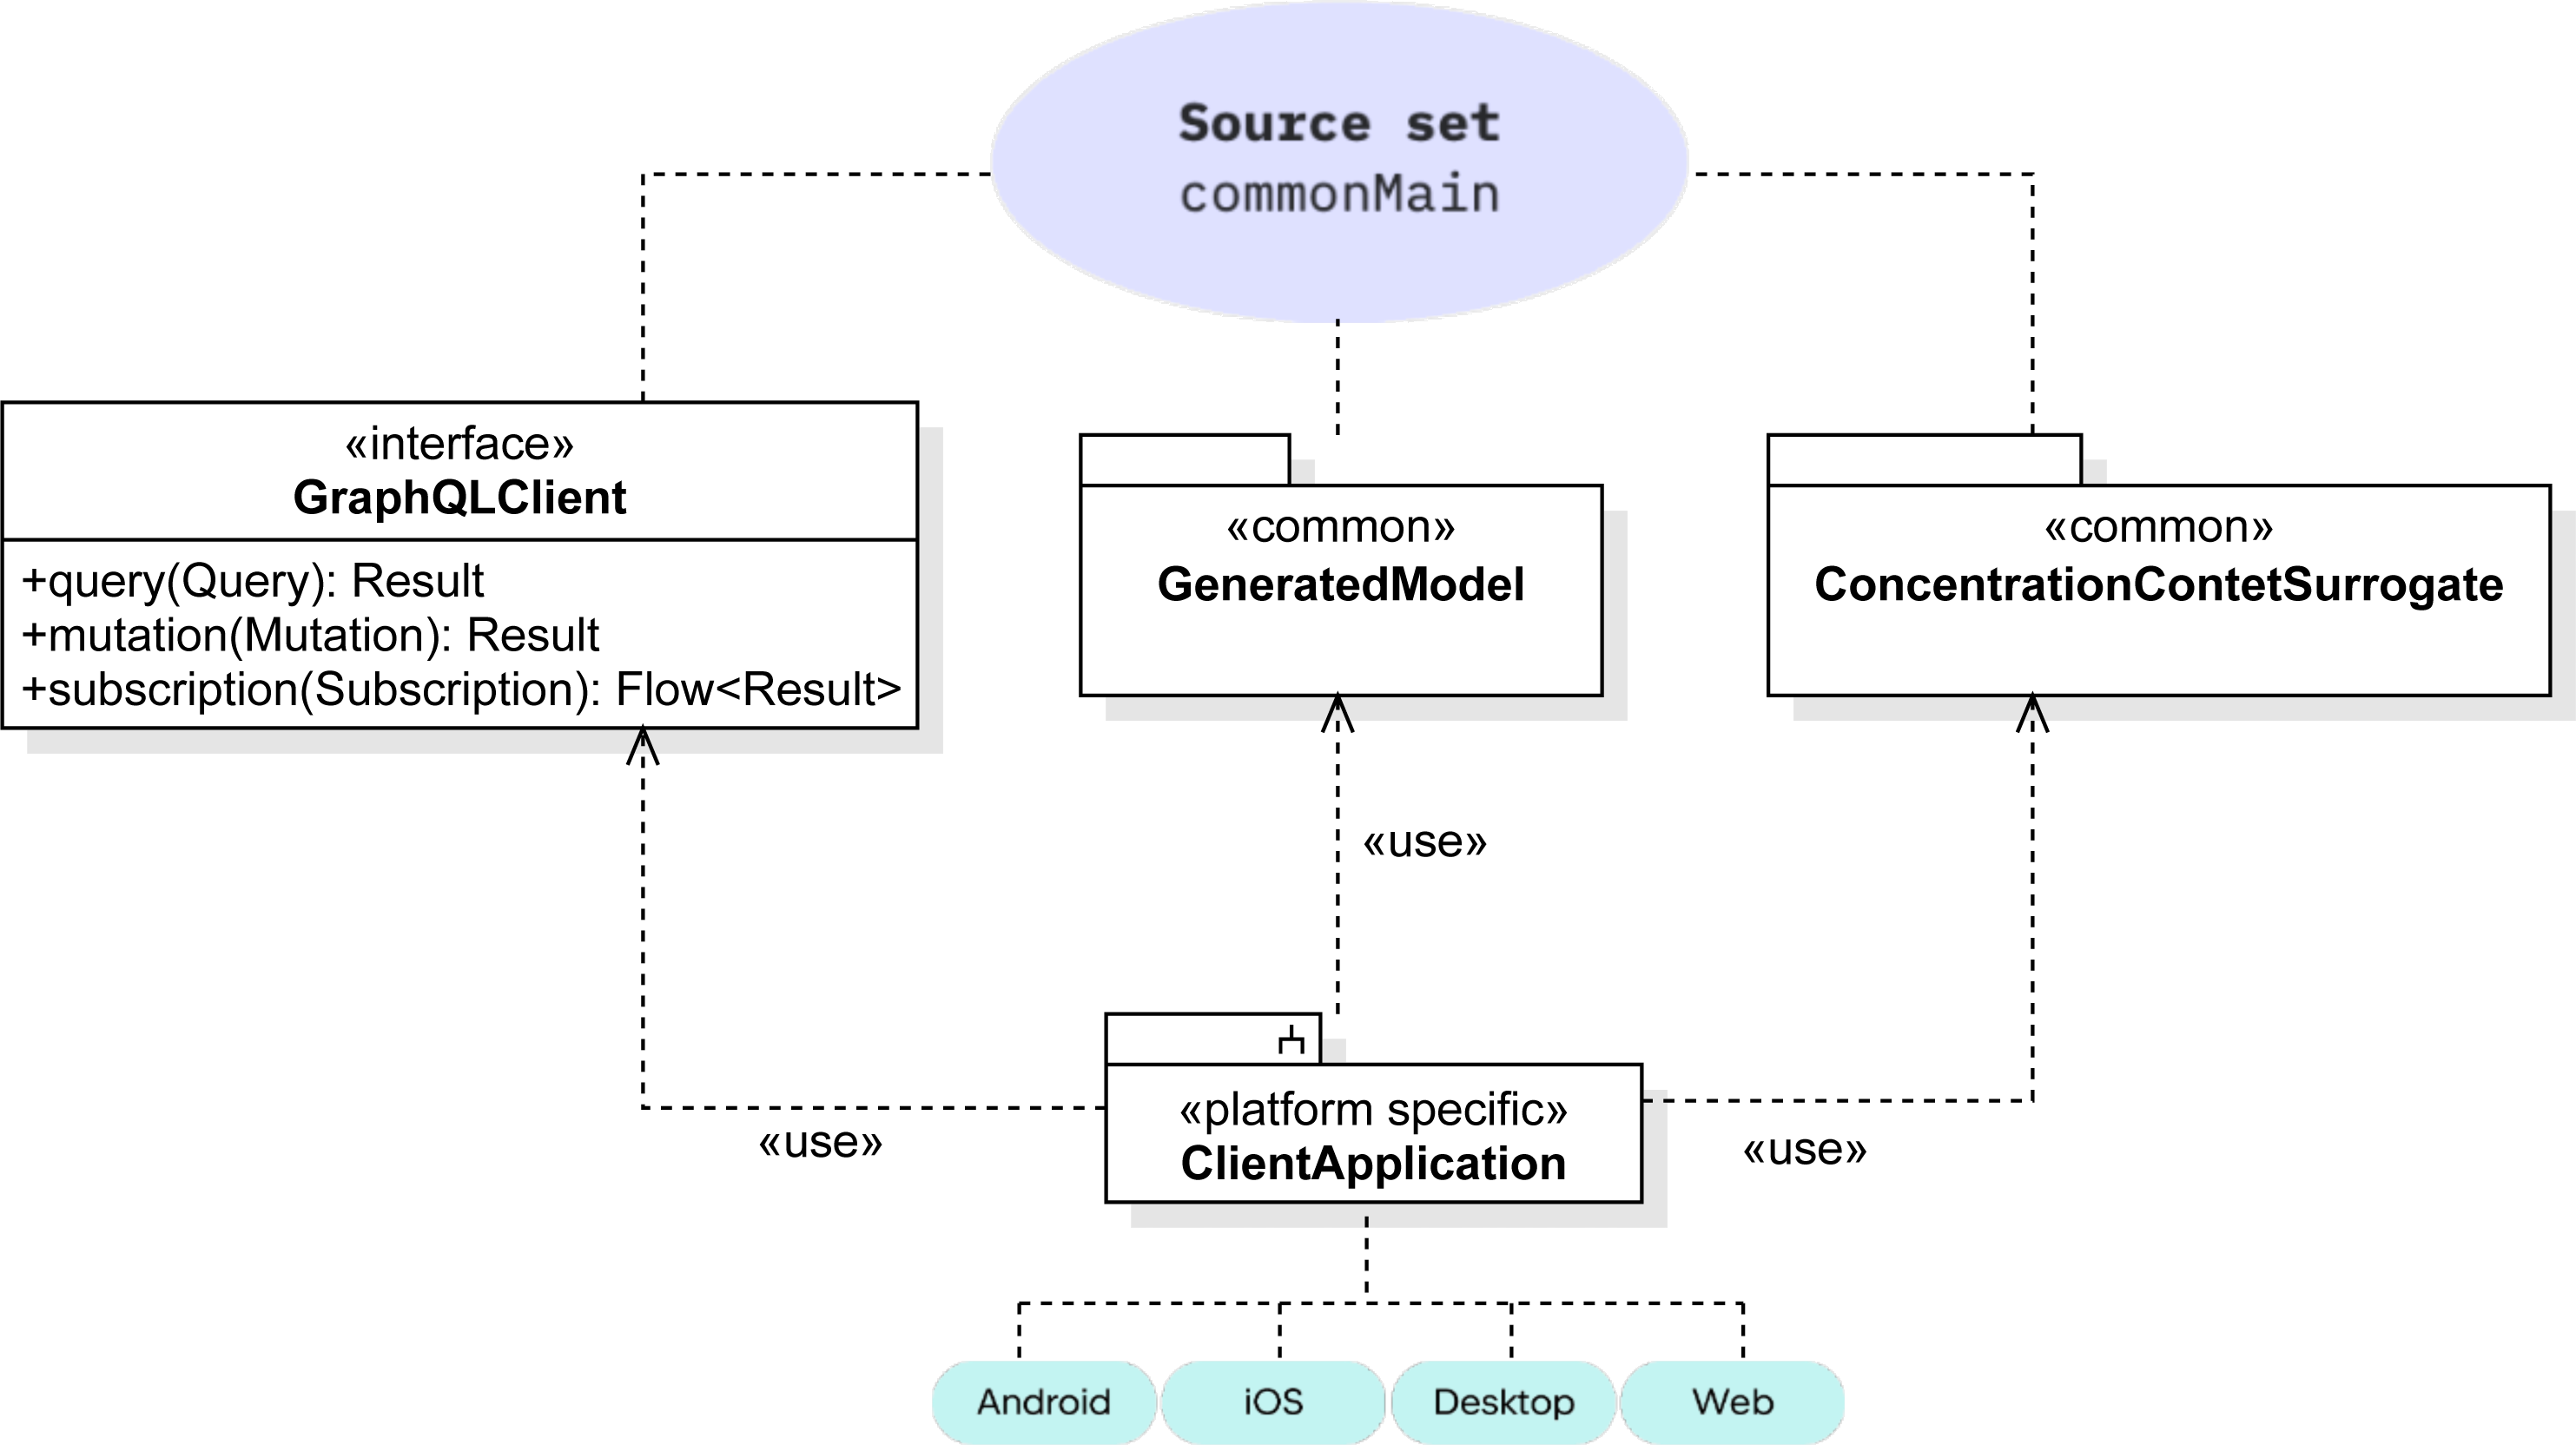 Source set
commonMain
«interface»
GraphQLClient
+query(Query): Result
+mutation(Mutation): Result
+subscription(Subscription): Flow<Result>
«common»
GeneratedModel
«common»
ConcentrationContetSurrogate
«use»
«platform specific»
ClientApplication
«use»
«use»
Android
iOS
Desktop
Web